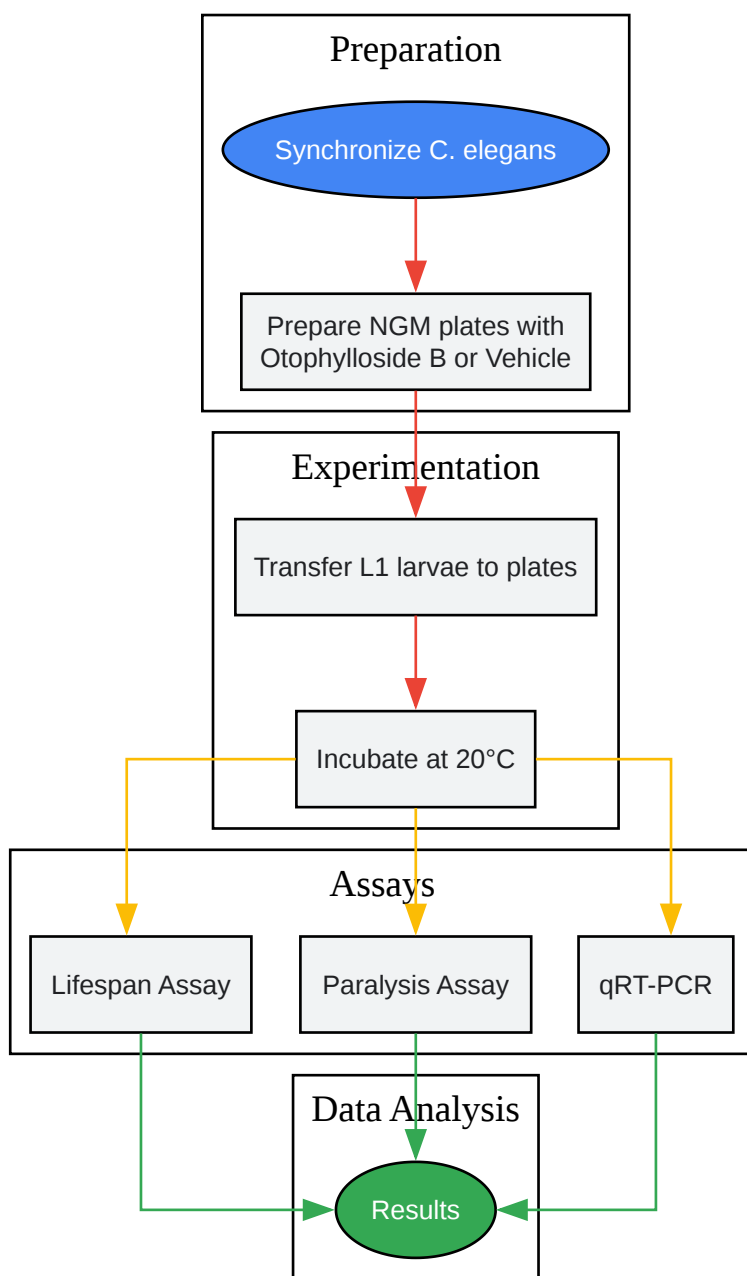 Preparation
Synchronize C. elegans
Prepare NGM plates with
Otophylloside B or Vehicle
Experimentation
Transfer L1 larvae to plates
Incubate at 20°C
Assays
Lifespan Assay
Paralysis Assay
qRT-PCR
Data Analysis
Results